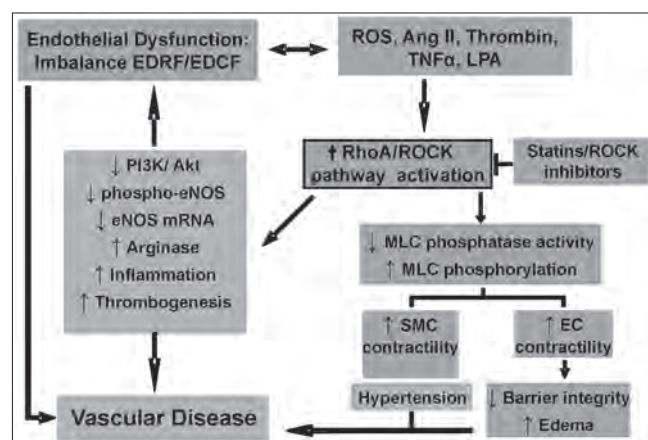 Endothelial Dysfunction:
Imbalance EDRF/EDCF
ROS, Ang II, Thrombin,
TNFα, LPA
↑ RhoA/ROCK
pathway activation
Statins/ROCK
inhibitors
↓ PI3K/ Akt
↓ phospho-eNOS
↓ eNOS mRNA
↑ Arginase
↑ Inflammation
↑ Thrombogenesis
↓ MLC phosphatase activity
↑ MLC phosphorylation
↑ SMC
contractility
↑ EC
contractility
Hypertension
↓ Barrier integrity
↑ Edema
Vascular Disease